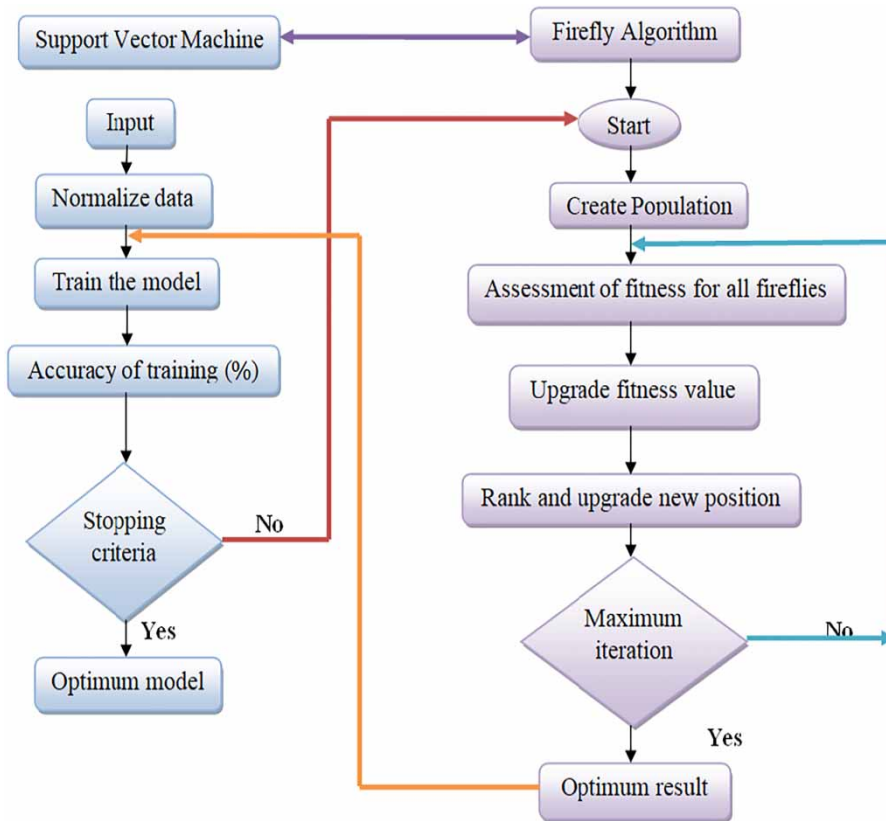 Support Vector Machine
Firefly Algorithm
Input
Start
Normalize data
Create Population
Train the model
Assessment of fitness for all fireflies
Accuracy of training (%)
Upgrade fitness value
Rank and upgrade new position
Stopping
criteria
No
Maximum
iteration
No
Yes
Optimum model
Yes
Optimum result